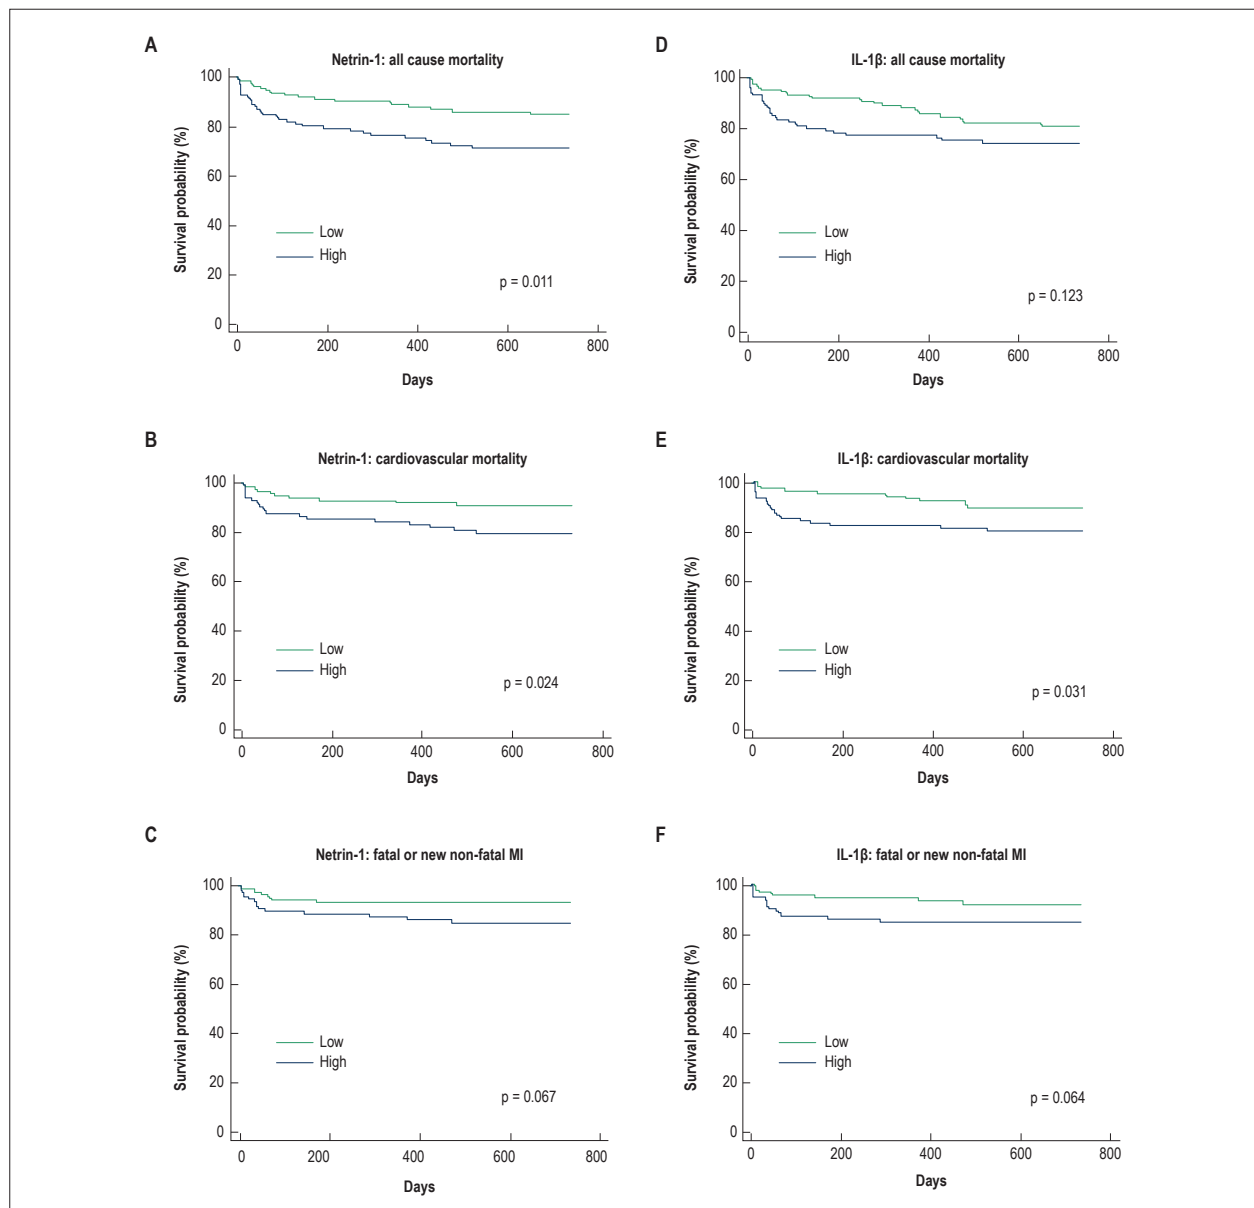 A
Netrin-1: all cause mortality
100
80
60
40
20
0
Survival probability (%)
Low
High
p = 0.011
0 200 400 600 800
Days
D
IL-1β: all cause mortality
100
80
60
40
20
0
Survival probability (%)
Low
High
p = 0.123
0 200 400 600 800
Days
B
Netrin-1: cardiovascular mortality
100
80
60
40
20
0
Survival probability (%)
Low
High
p = 0.024
0 200 400 600 800
Days
E
IL-1β: cardiovascular mortality
100
80
60
40
20
0
Survival probability (%)
Low
High
p = 0.031
0 200 400 600 800
Days
C
Netrin-1: fatal or new non-fatal MI
100
80
60
40
20
0
Survival probability (%)
Low
High
p = 0.067
0 200 400 600 800
Days
F
IL-1β: fatal or new non-fatal MI
100
80
60
40
20
0
Survival probability (%)
Low
High
p = 0.064
0 200 400 600 800
Days